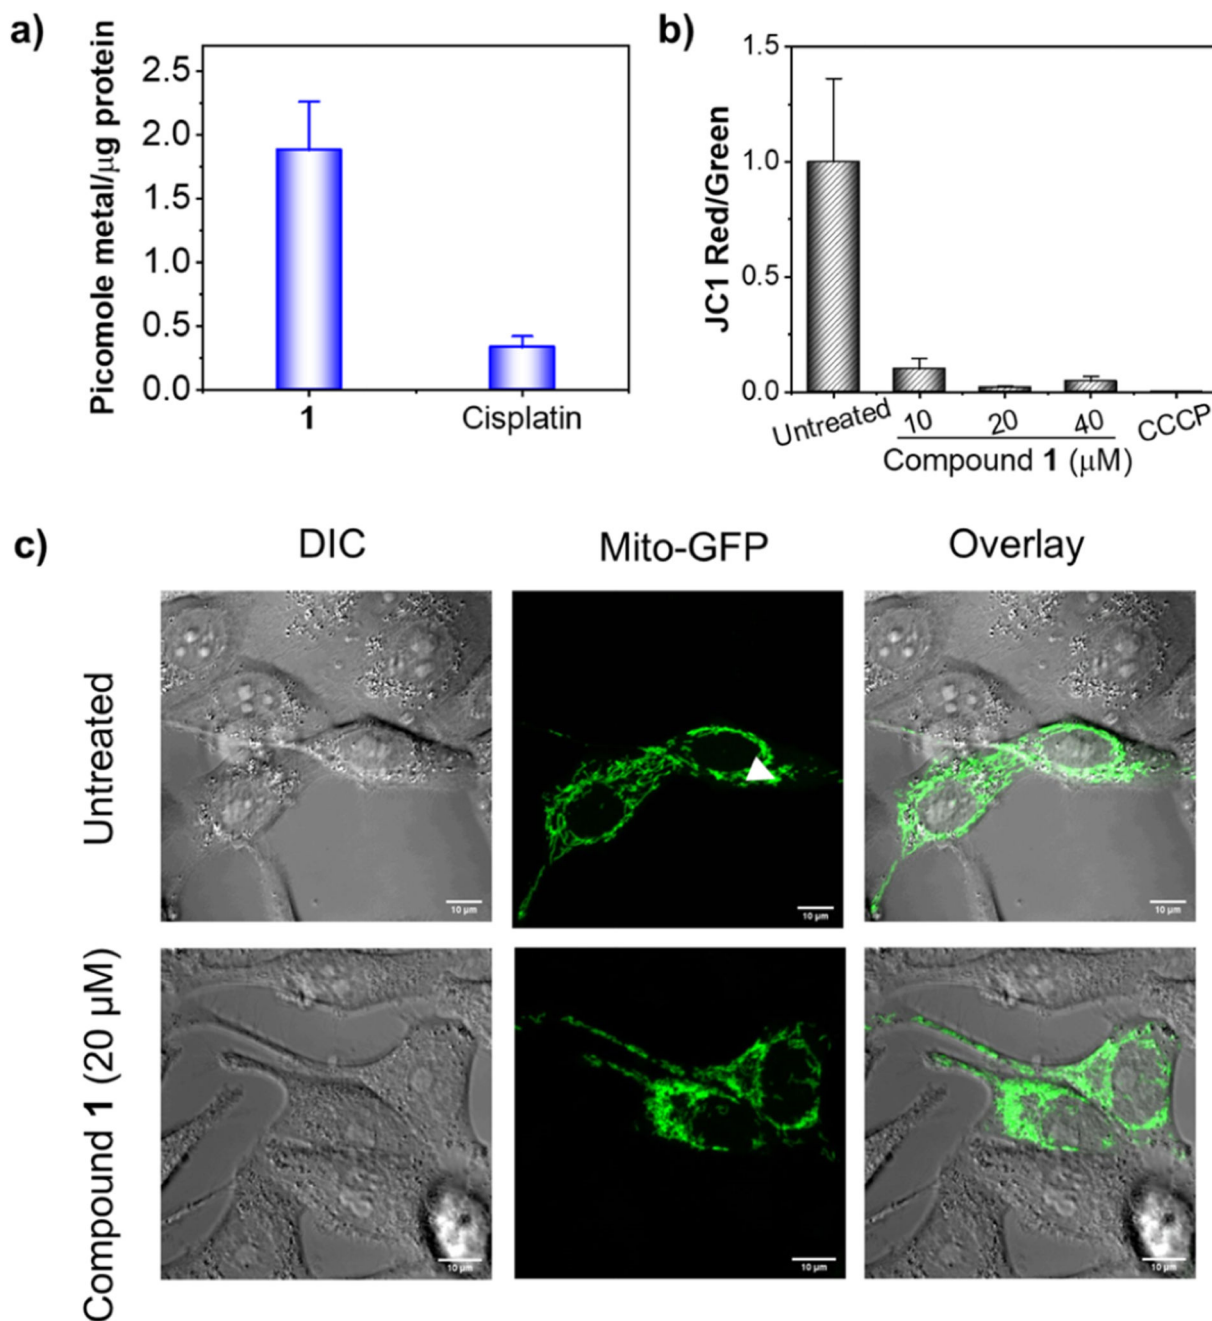 a)
Picomole metal/µg protein
2.5
2.0
1.5
1.0
0.5
0.0
1
Cisplatin
b)
JC1 Red/Green
1.5
1.0
0.5
0.0
Untreated
10
20
40
CCCP
Compound 1 (µM)
c)
DIC
Mito-GFP
Overlay
Untreated
10 µm
10 µm
10 µm
Compound 1 (20 µM)
10 µm
10 µm
10 µm